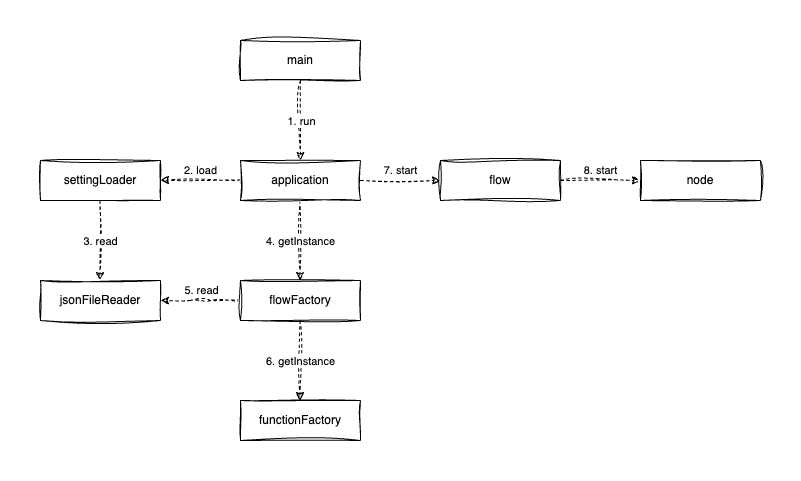 main
1. run
2. load
7. start
8. start
settingLoader
application
flow
node
3. read
4. getInstance
5. read
jsonFileReader
flowFactory
6. getInstance
functionFactory